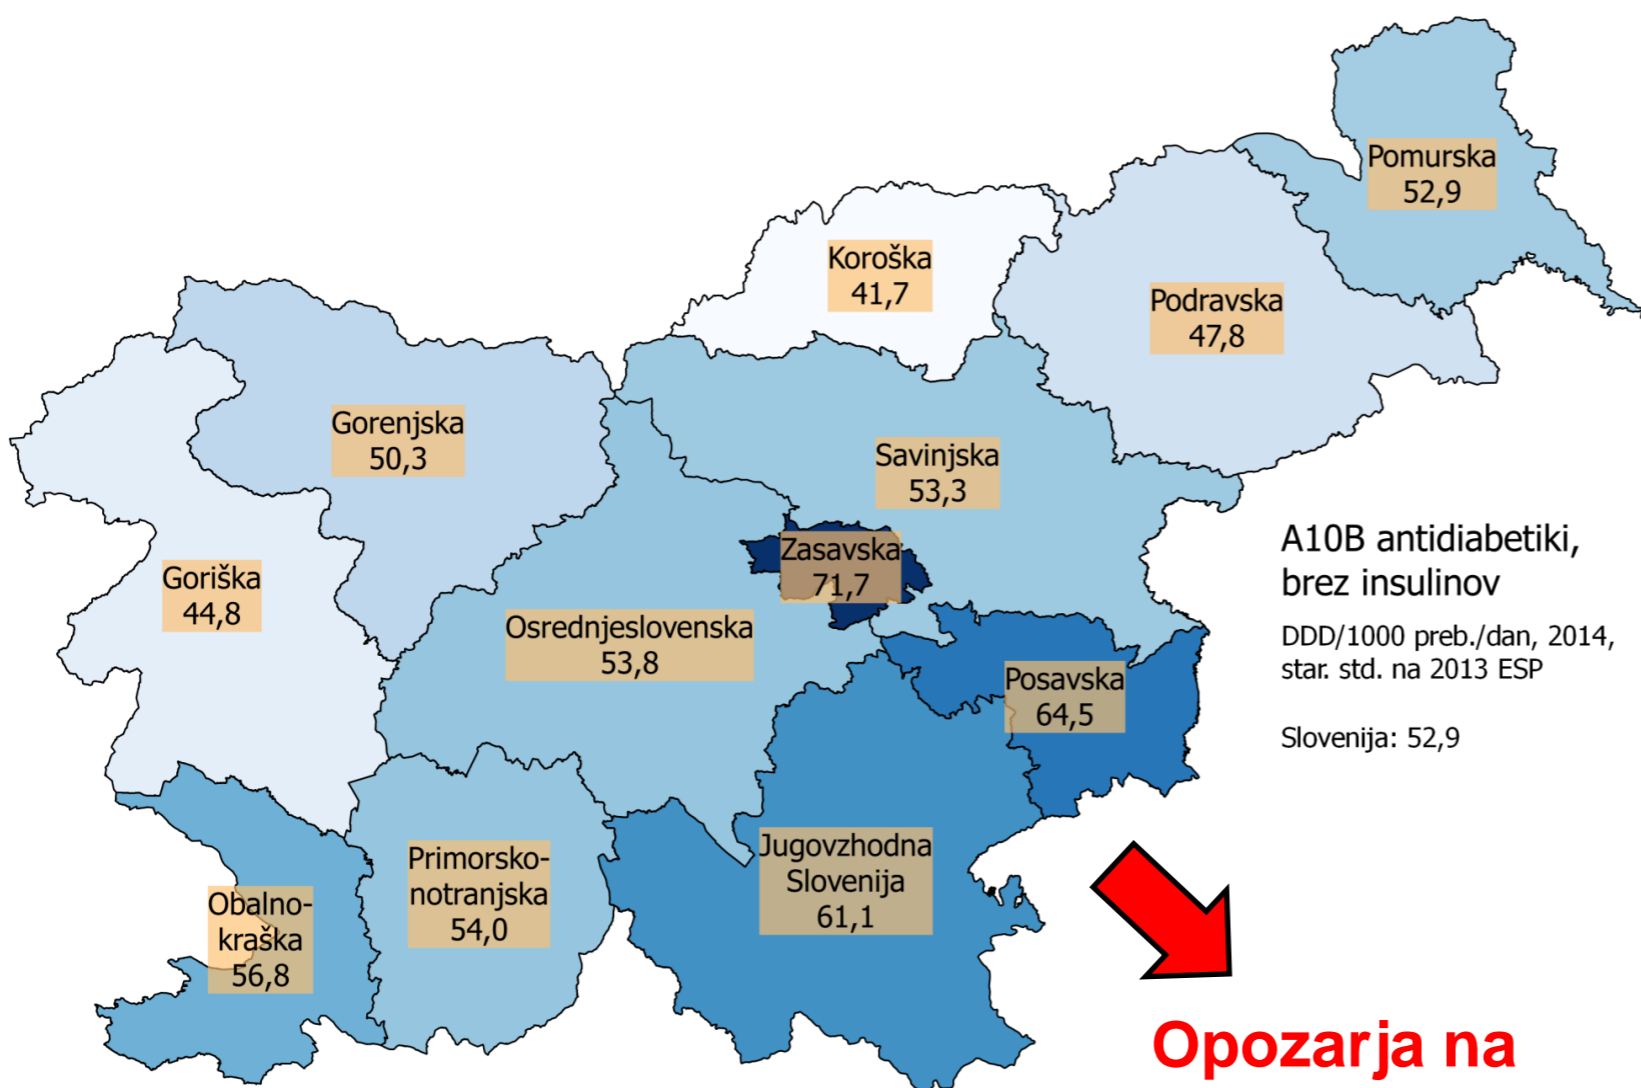 Pomurska
52,9
Koroška
41,7
Podravska
47,8
Gorenjska
50,3
Savinjska
53,3
Zasavska
71,7
Goriška
44,8
Osrednjeslovenska
53,8
Posavska
64,5
A10B antidiabetiki,
brez insulinov
DDD/1000 preb./dan, 2014,
star. std. na 2013 ESP
Slovenija: 52,9
Jugovzhodna
Slovenija
61,1
Primorsko-
notranjska
54,0
Obalno-
kraška
56,8
Opozarja na